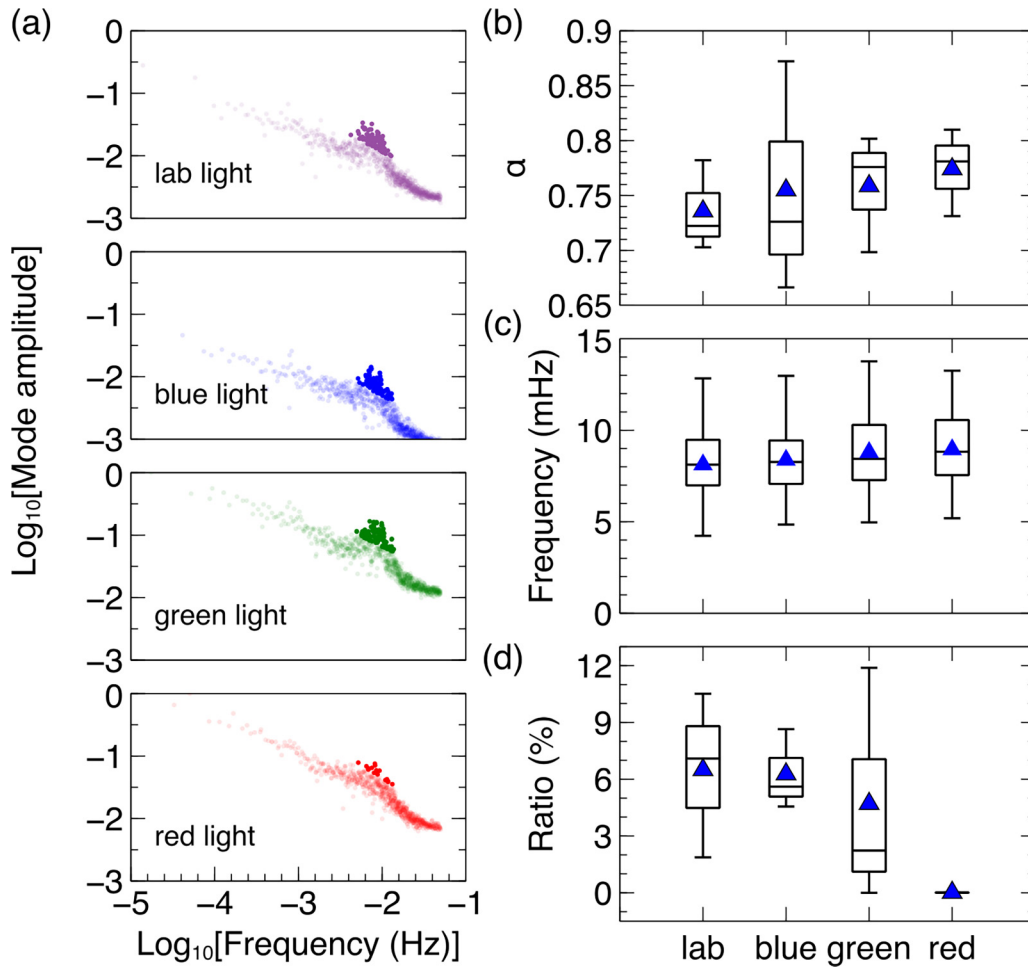 (a)
0
−1
−2
−3
lab light
0
−1
−2
−3
blue light
0
−1
−2
−3
green light
0
−1
−2
−3
red light
−5 −4 −3 −2 −1
Log₁₀[Frequency (Hz)]
Log₁₀[Mode amplitude]
(b)
0.9
0.85
0.8
0.75
0.7
0.65
α
(c)
15
10
5
0
Frequency (mHz)
(d)
12
9
6
3
0
Ratio (%)
lab blue green red